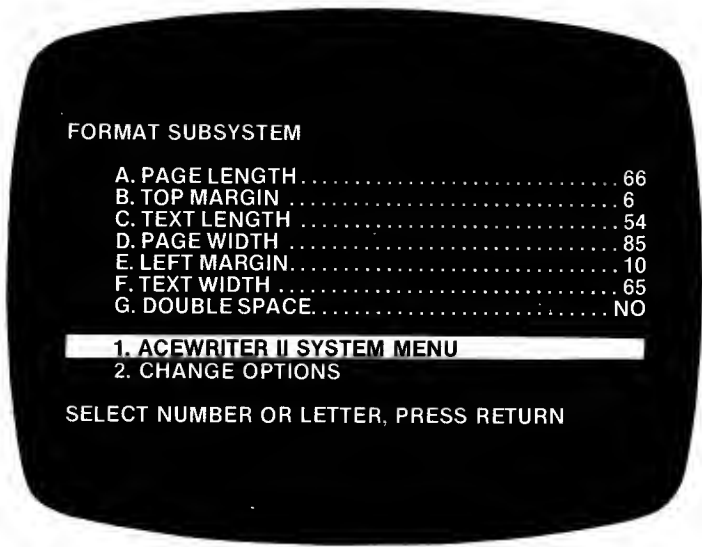 FORMAT SUBSYSTEM
A. PAGE LENGTH.............................. 66
B. TOP MARGIN .............................. 6
C. TEXT LENGTH .............................. 54
D. PAGE WIDTH .............................. 85
E. LEFT MARGIN.............................. 10
F. TEXT WIDTH .............................. 65
G. DOUBLE SPACE............................ NO
1. ACEWRITER II SYSTEM MENU
2. CHANGE OPTIONS
SELECT NUMBER OR LETTER, PRESS RETURN